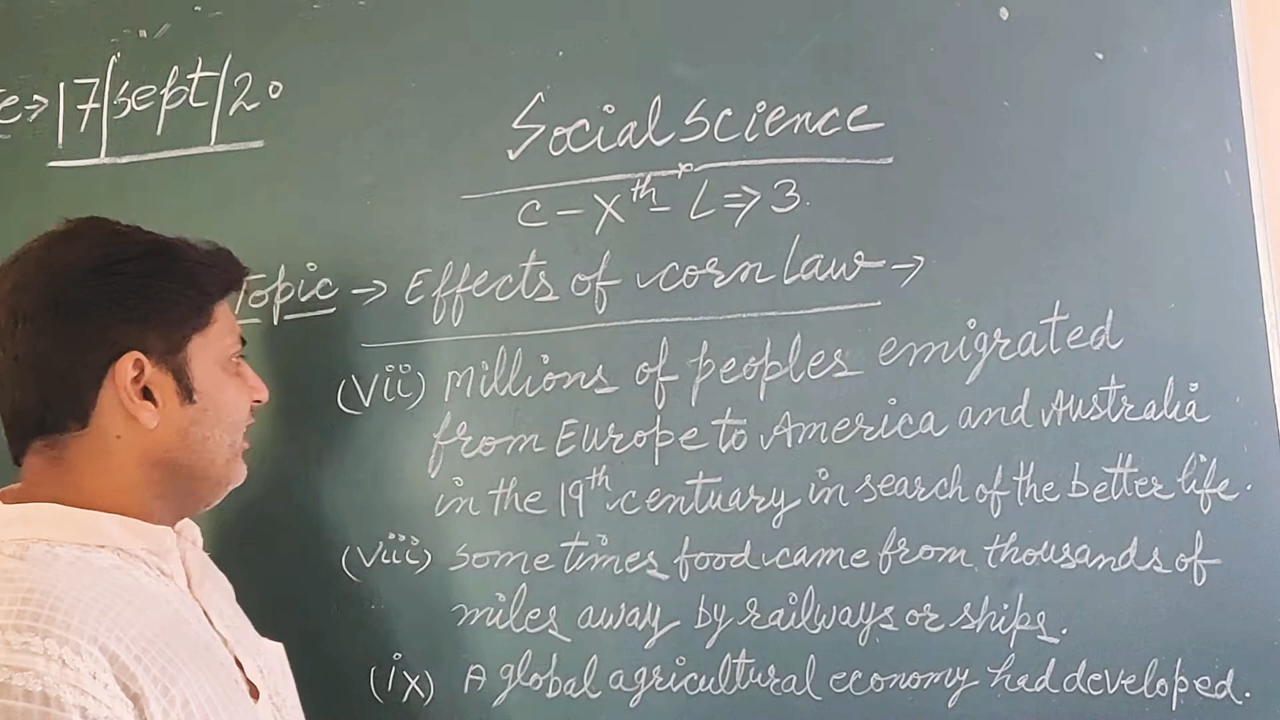 e⇒ 17/sept/20
Social Science
C-Xth-L⇒3.
Topic → Effects of corn law →
(vii) Millions of peoples emigrated
from Europe to America and Australia
in the 19th centuary in search of the better life.
(viii) Some times food came from thousands of
miles away by railways or ships.
(ix) A global agricultural economy had developed.